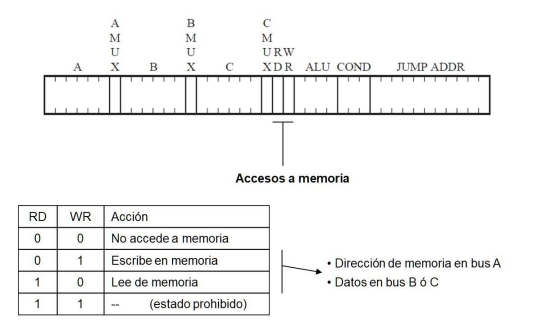 A B C
M M M
U U U R W
A X B X C X D R ALU COND JUMP ADDR
Accesos a memoria
RD WR Acción
0 0 No accede a memoria
0 1 Escribe en memoria
1 0 Lee de memoria
1 1 -- (estado prohibido)
• Dirección de memoria en bus A
• Datos en bus B ó C